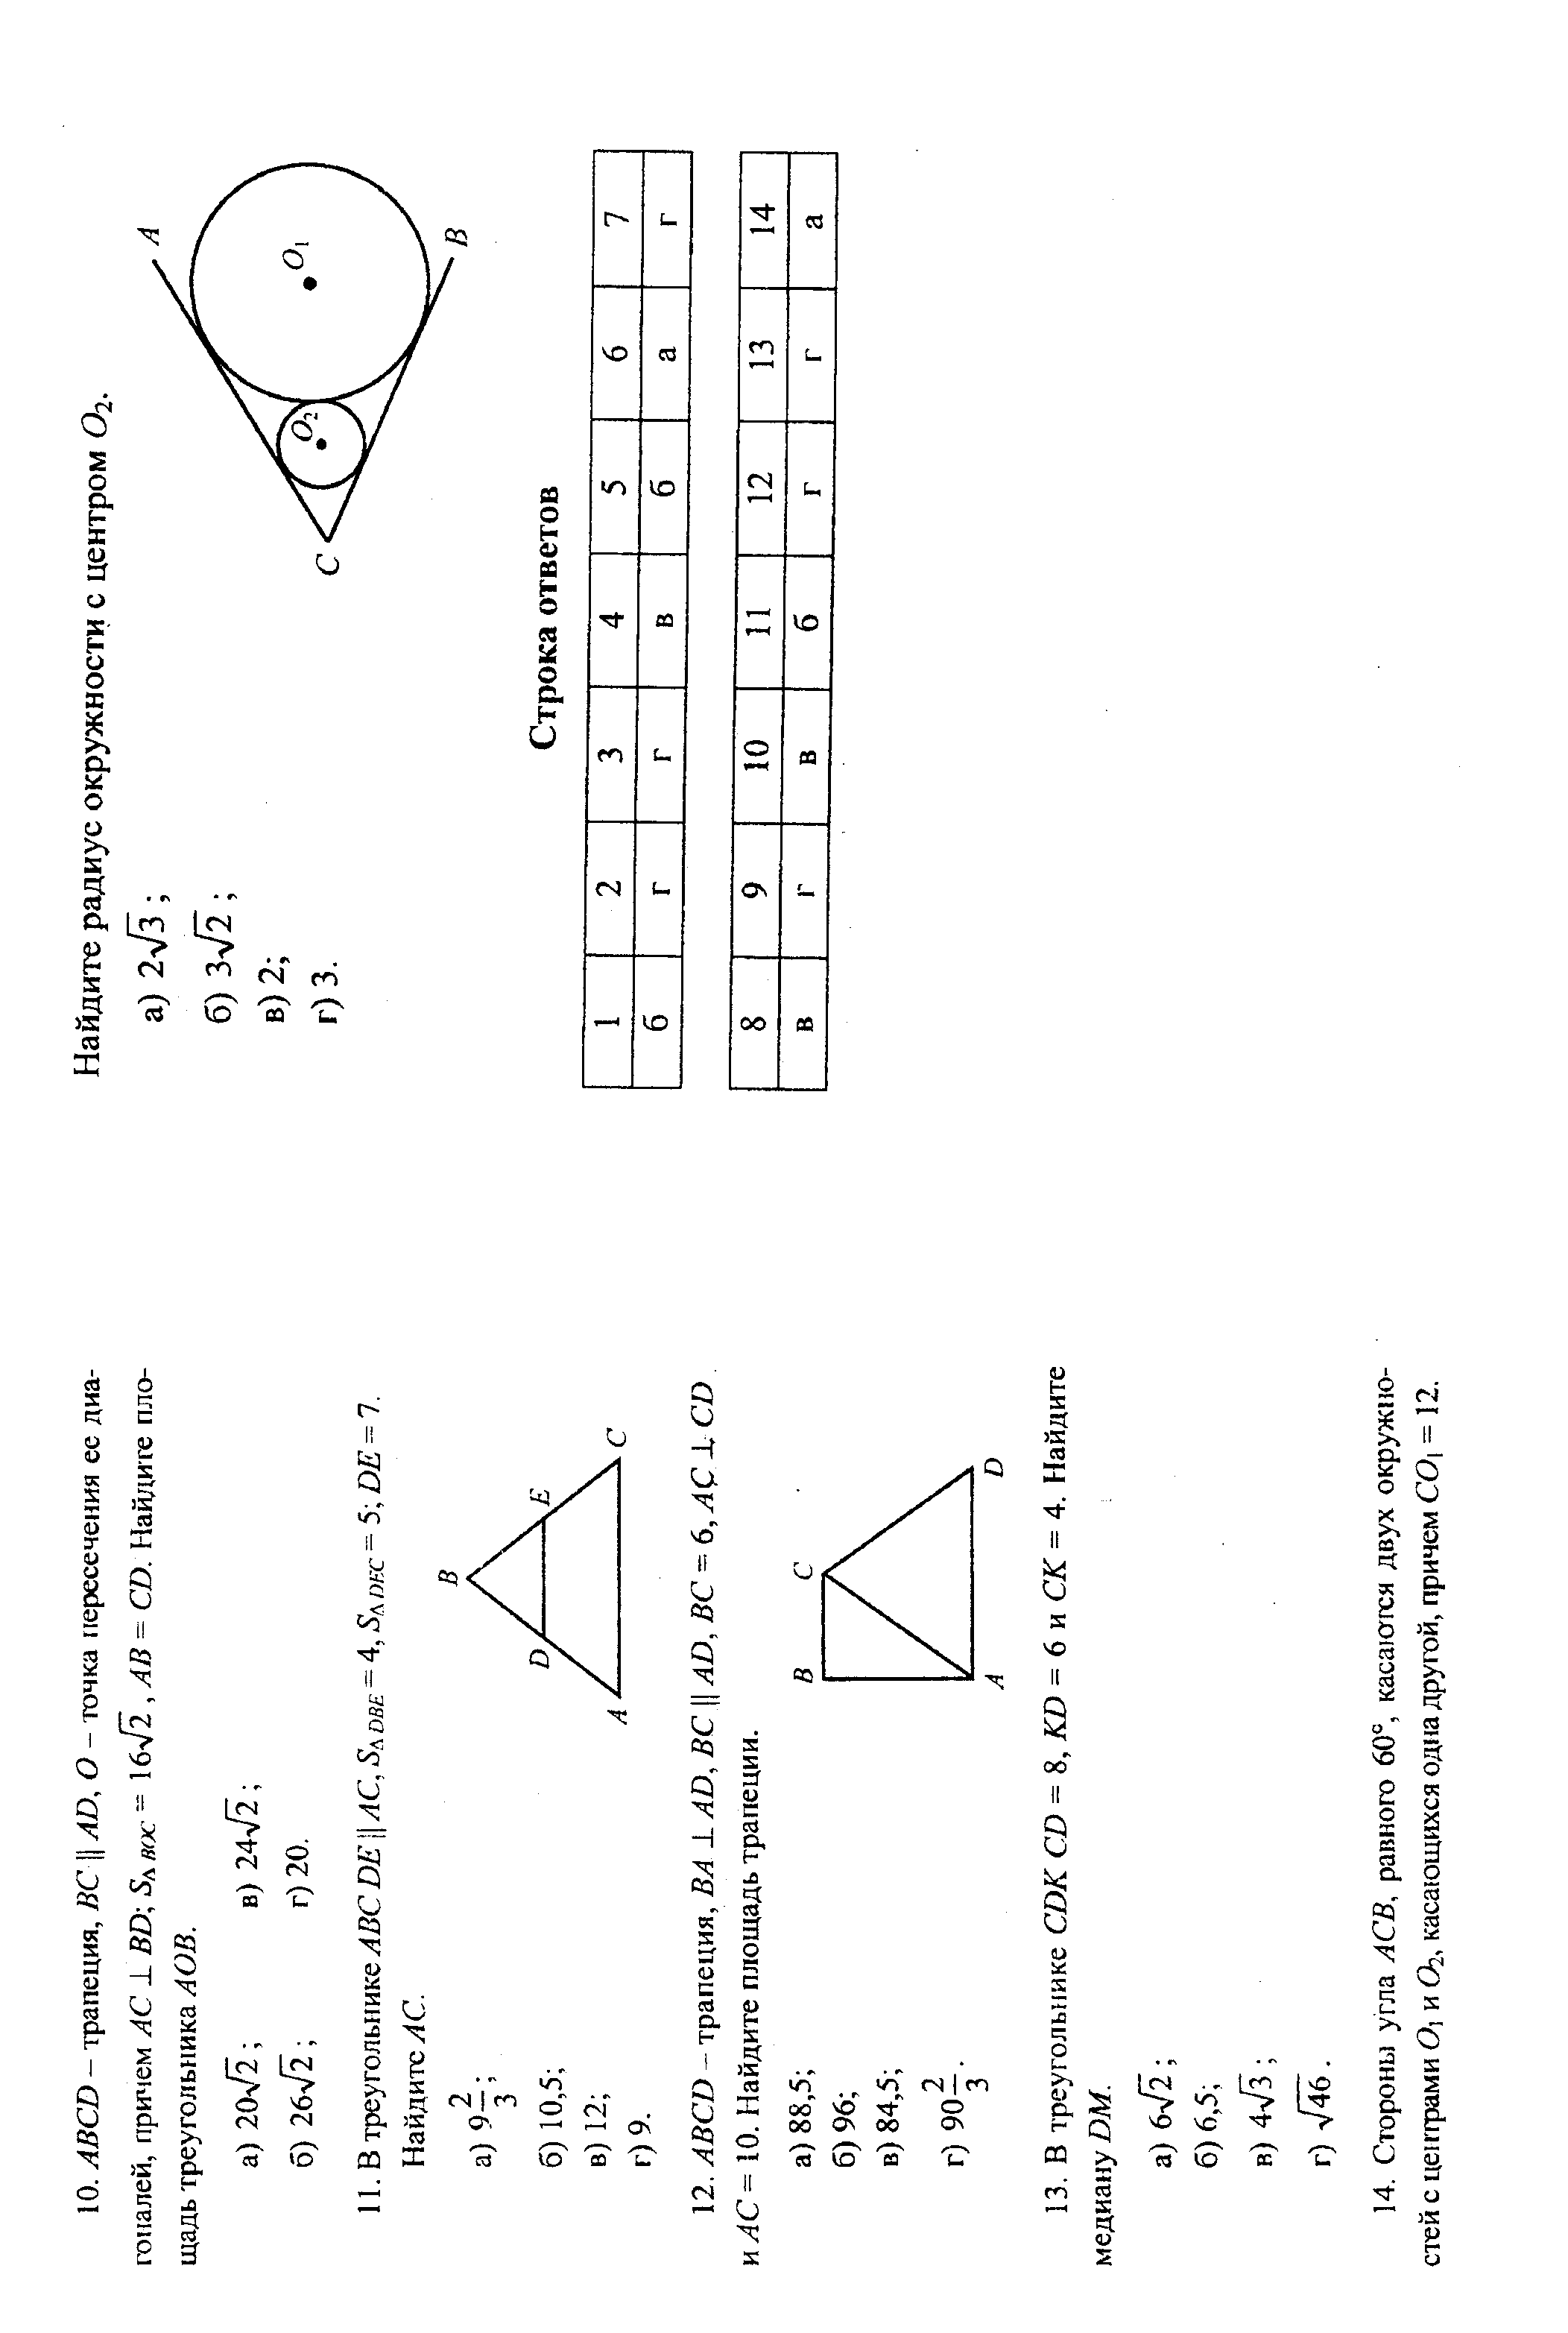 10. ABCD – трапеция, BC || AD, O – точка пересечения ее диа-
гоналей, причем AC ⊥ BD; S△BOC = 16√2, AB = CD. Найдите пло-
щадь треугольника AOB.
а) 20√2; в) 24√2;
б) 26√2; г) 20.
11. В треугольнике ABC DE || AC, S△DBE = 4, S△DEC = 5; DE = 7.
Найдите AC.
а) 9 2/3;
б) 10,5;
в) 12;
г) 9.
B
D
E
A
C
12. ABCD – трапеция, BA ⊥ AD, BC || AD, BC = 6, AC ⊥ CD
и AC = 10. Найдите площадь трапеции.
а) 88,5;
б) 96;
в) 84,5;
г) 90 2/3.
B
C
A
D
13. В треугольнике CDK CD = 8, KD = 6 и CK = 4. Найдите
медиану DM.
а) 6√2;
б) 6,5;
в) 4√3;
г) √46.
14. Стороны угла ACB, равного 60°, касаются двух окружно-
стей с центрами O₁ и O₂, касающихся одна другой, причем CO₁ = 12.
Найдите радиус окружности с центром O₂.
а) 2√3;
б) 3√2;
в) 2;
г) 3.
A
O₁
O₂
C
B
Строка ответов
1 2 3 4 5 6 7
б г г в б а г
8 9 10 11 12 13 14
в г в б г г а